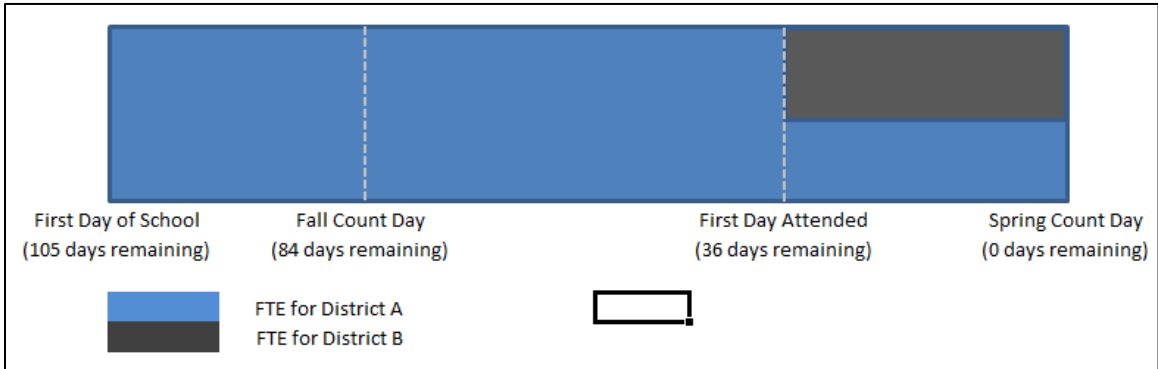 First Day of School
(105 days remaining)
Fall Count Day
(84 days remaining)
First Day Attended
(36 days remaining)
Spring Count Day
(0 days remaining)
FTE for District A
FTE for District B